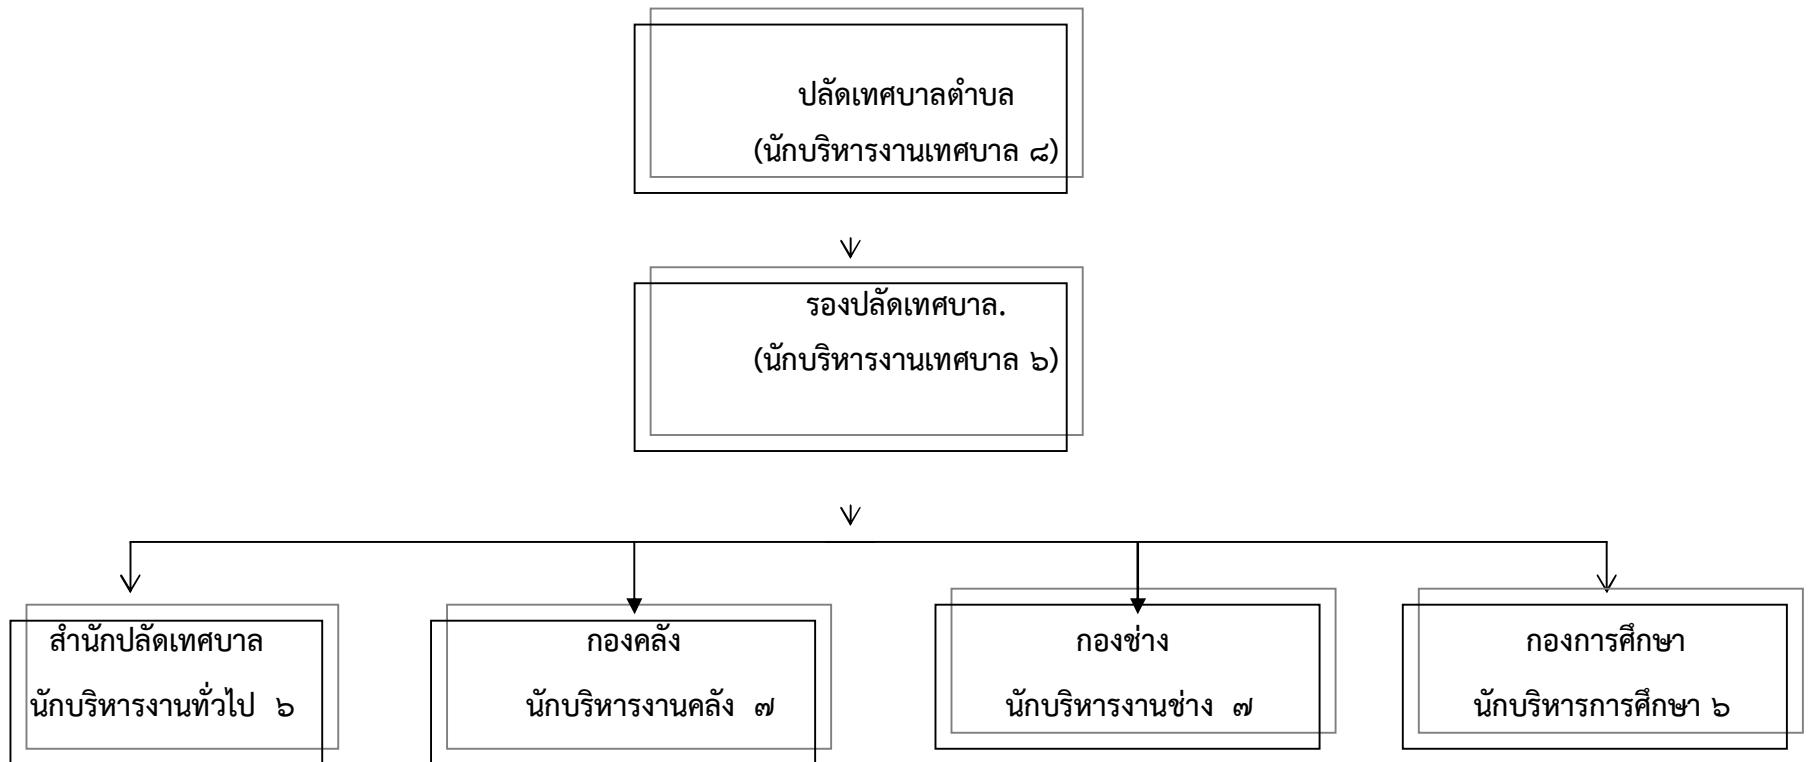 ปลัดเทศบาลตำบล
(นักบริหารงานเทศบาล ๘)
รองปลัดเทศบาล.
(นักบริหารงานเทศบาล ๖)
สำนักปลัดเทศบาล
นักบริหารงานทั่วไป ๖
กองคลัง
นักบริหารงานคลัง ๗
กองช่าง
นักบริหารงานช่าง ๗
กองการศึกษา
นักบริหารการศึกษา ๖